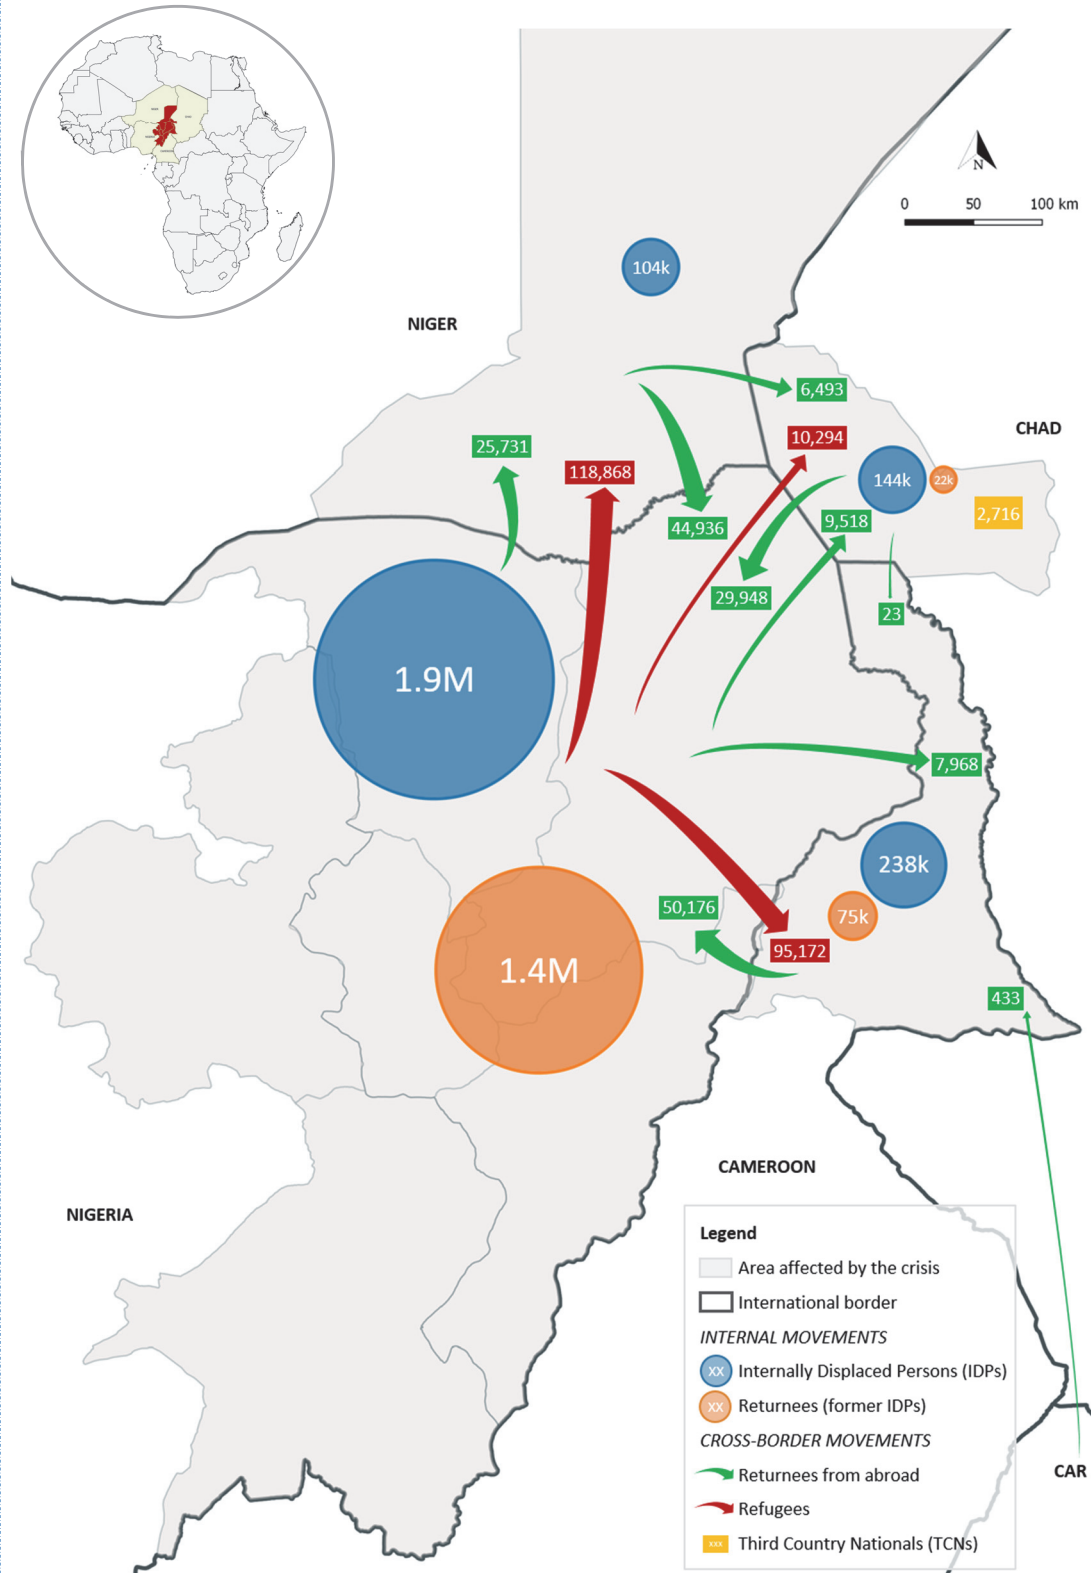 N
0 50 100 km
104k
NIGER
6,493
10,294
CHAD
25,731
118,868
144k
22k
2,716
9,518
44,936
29,948
23
1.9M
7,968
238k
50,176
75k
95,172
1.4M
433
CAMEROON
NIGERIA
Legend
Area affected by the crisis
International border
INTERNAL MOVEMENTS
xx Internally Displaced Persons (IDPs)
xx Returnees (former IDPs)
CROSS-BORDER MOVEMENTS
Returnees from abroad
Refugees
xxx Third Country Nationals (TCNs)
CAR